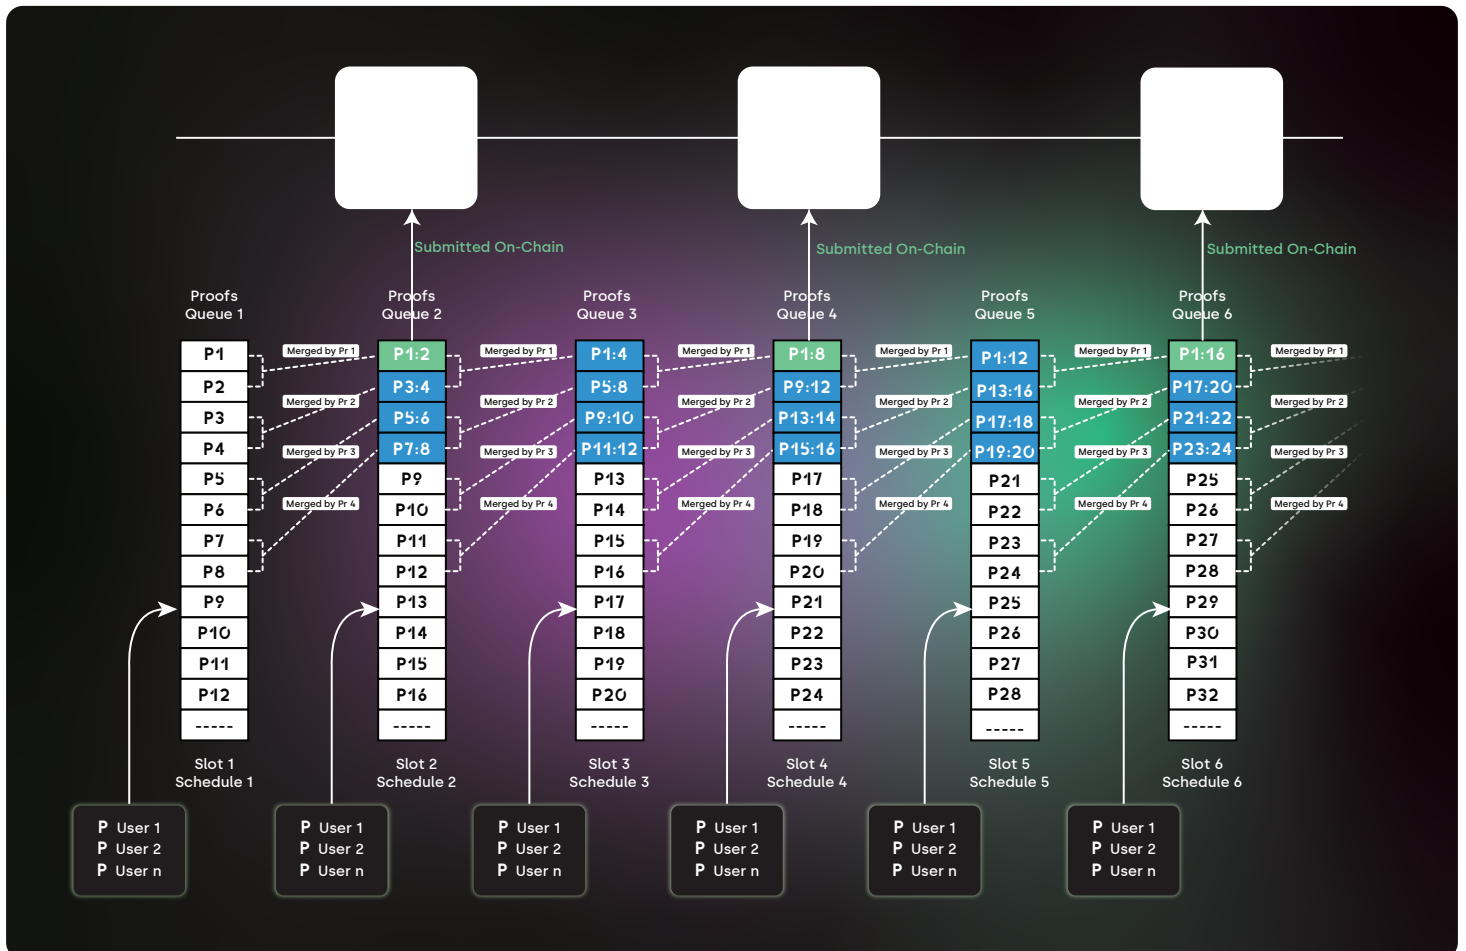 Submitted On-Chain
Submitted On-Chain
Submitted On-Chain
Proofs
Queue 1
Proofs
Queue 2
Proofs
Queue 3
Proofs
Queue 4
Proofs
Queue 5
Proofs
Queue 6
P1
P2
P3
P4
P5
P6
P7
P8
P9
P10
P11
P12
-----
Merged by Pr 1
Merged by Pr 2
Merged by Pr 3
Merged by Pr 4
P1:2
P3:4
P5:6
P7:8
P9
P10
P11
P12
P13
P14
P15
P16
-----
Merged by Pr 1
Merged by Pr 2
Merged by Pr 3
Merged by Pr 4
P1:4
P5:8
P9:10
P11:12
P13
P14
P15
P16
P17
P18
P19
P20
-----
Merged by Pr 1
Merged by Pr 2
Merged by Pr 3
Merged by Pr 4
P1:8
P9:12
P13:14
P15:16
P17
P18
P19
P20
P21
P22
P23
P24
-----
Merged by Pr 1
Merged by Pr 2
Merged by Pr 3
Merged by Pr 4
P1:12
P13:16
P17:18
P19:20
P21
P22
P23
P24
P25
P26
P27
P28
-----
Merged by Pr 1
Merged by Pr 2
Merged by Pr 3
Merged by Pr 4
P1:16
P17:20
P21:22
P23:24
P25
P26
P27
P28
P29
P30
P31
P32
-----
Merged by Pr 1
Merged by Pr 2
Merged by Pr 3
Merged by Pr 4
Slot 1
Schedule 1
Slot 2
Schedule 2
Slot 3
Schedule 3
Slot 4
Schedule 4
Slot 5
Schedule 5
Slot 6
Schedule 6
P User 1
P User 2
P User n
P User 1
P User 2
P User n
P User 1
P User 2
P User n
P User 1
P User 2
P User n
P User 1
P User 2
P User n
P User 1
P User 2
P User n